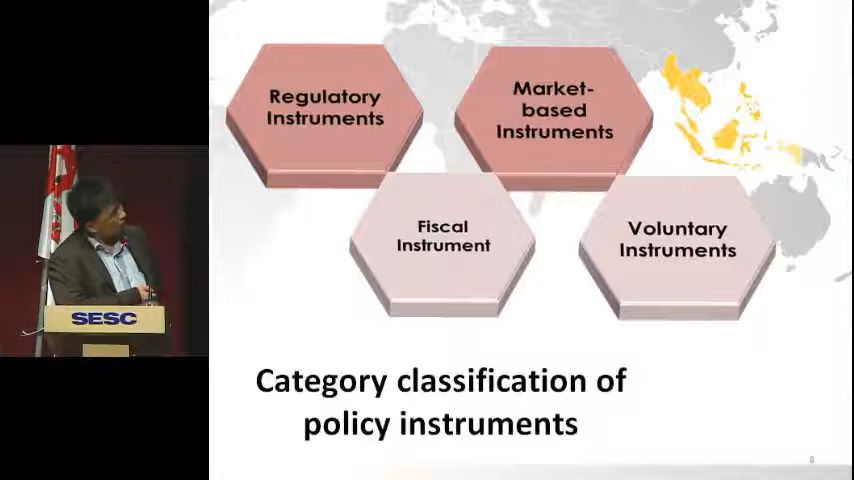 Regulatory
Instruments
Market-
based
Instruments
Fiscal
Instrument
Voluntary
Instruments
SESC
Category classification of
policy instruments
8